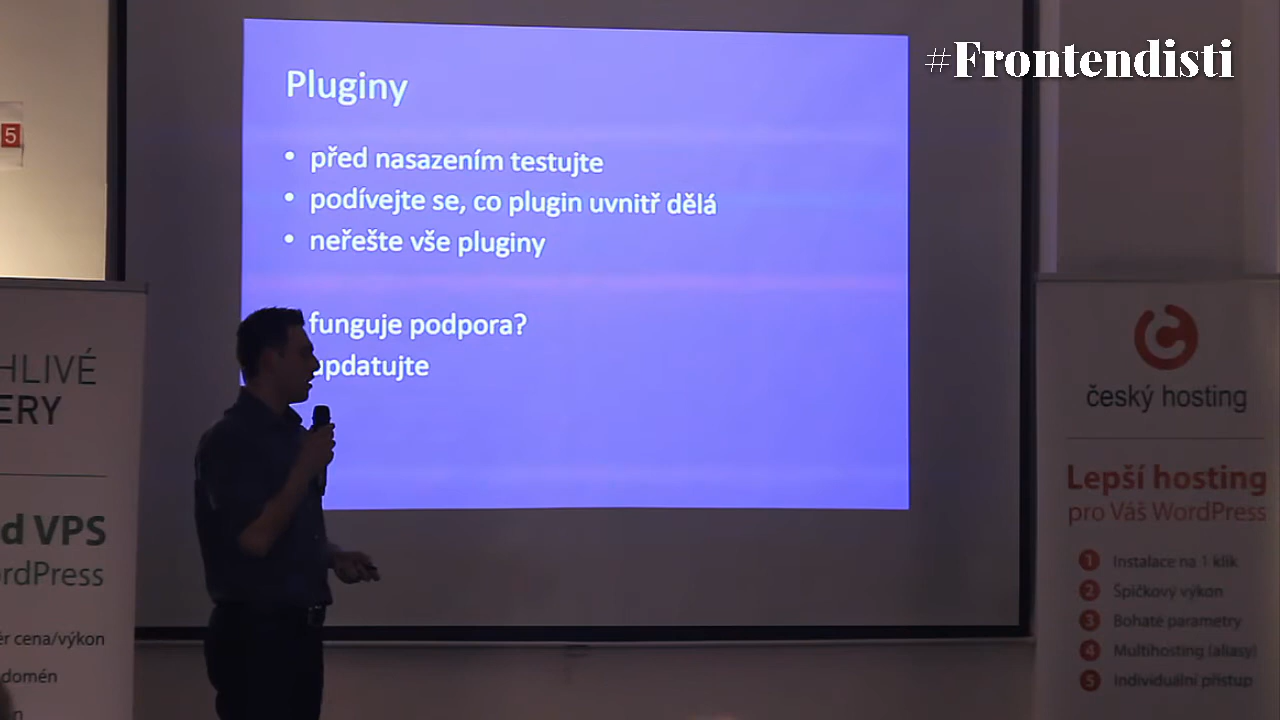 #Frontendisti
5
Pluginy
• před nasazením testujte
• podívejte se, co plugin uvnitř dělá
• neřešte vše pluginy
funguje podpora?
updatujte
HLIVÉ
ERY
d VPS
rdPress
ěr cena/výkon
domén
český hosting
Lepší hosting
pro Váš WordPress
1 Instalace na 1 klik
2 Špičkový výkon
3 Bohaté parametry
4 Multihosting (aliasy)
5 Individuální přístup